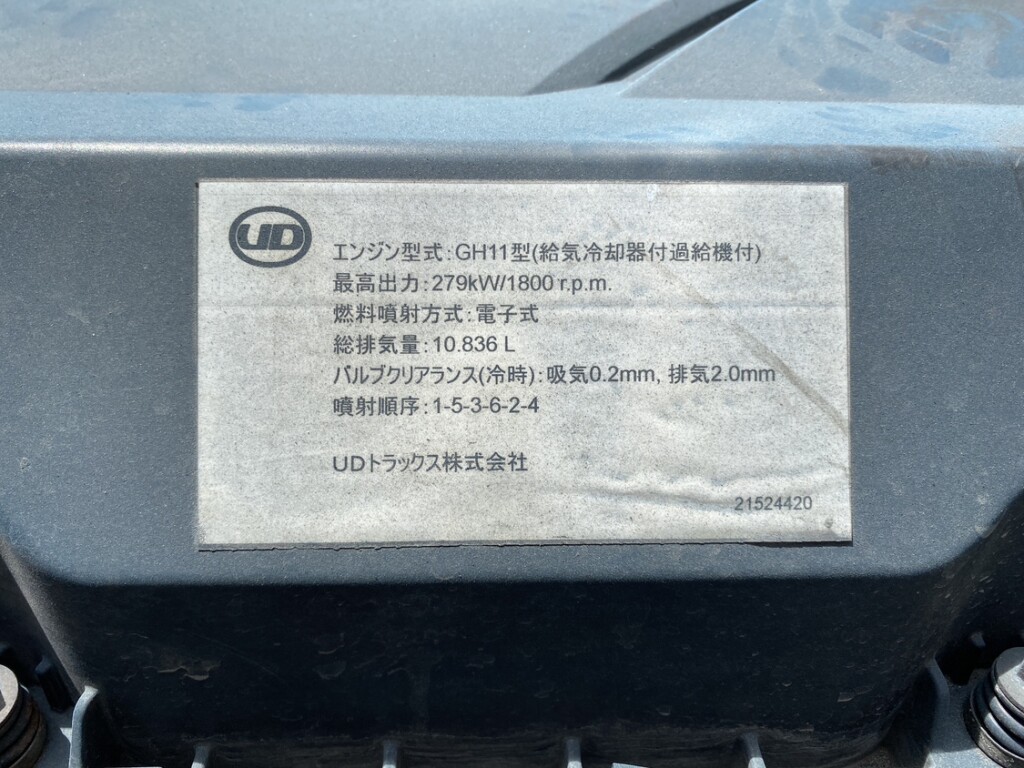 UD
エンジン型式:GH11型(給気冷却器付過給機付)
最高出力:279kW/1800 r.p.m.
燃料噴射方式:電子式
総排気量:10.836 L
バルブクリアランス(冷時):吸気0.2mm, 排気2.0mm
噴射順序:1-5-3-6-2-4
UDトラックス株式会社
21524420